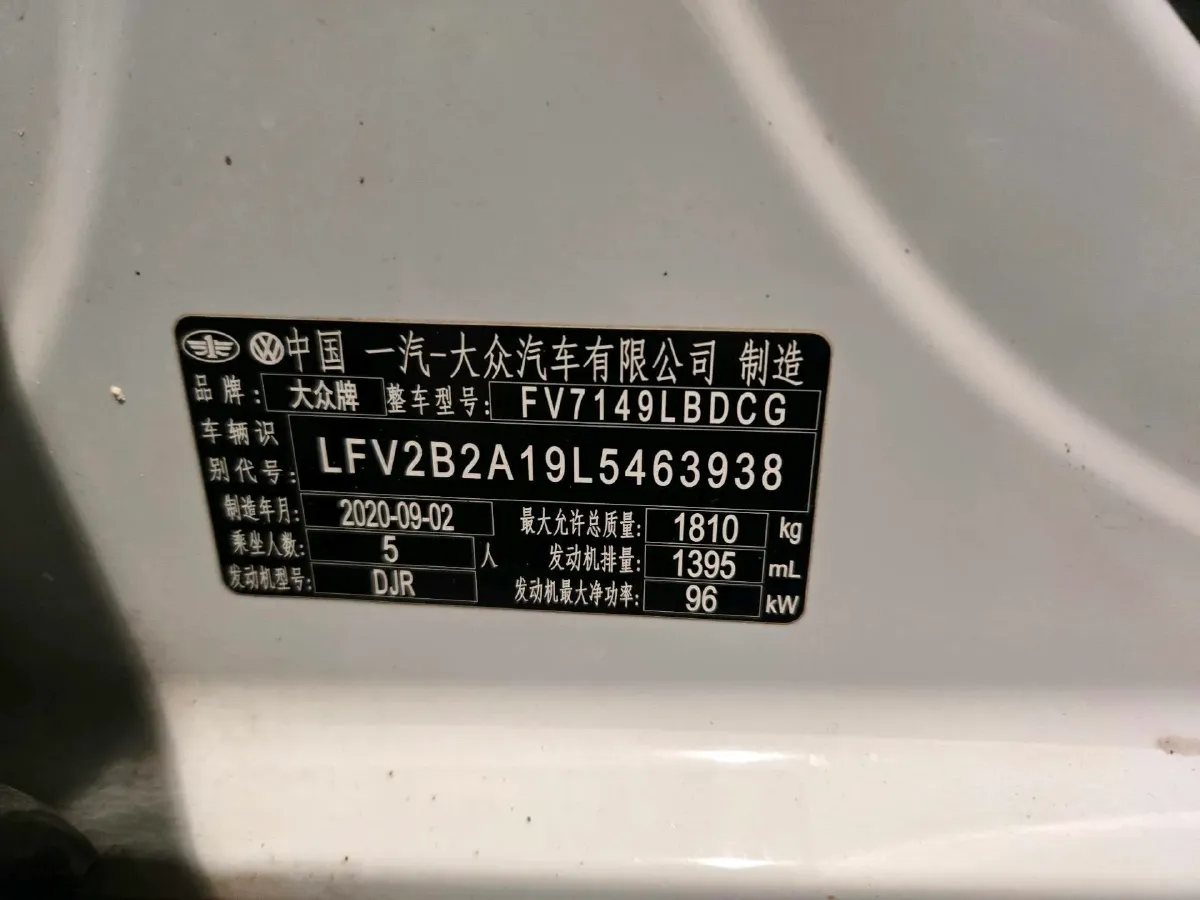 中国 一汽-大众汽车有限公司 制造
品牌: 大众牌 整车型号: FV7149LBDCG
车辆识别代号: LFV2B2A19L5463938
制造年月: 2020-09-02 最大允许总质量: 1810 kg
乘坐人数: 5 人 发动机排量: 1395 mL
发动机型号: DJR 发动机最大净功率: 96 kW